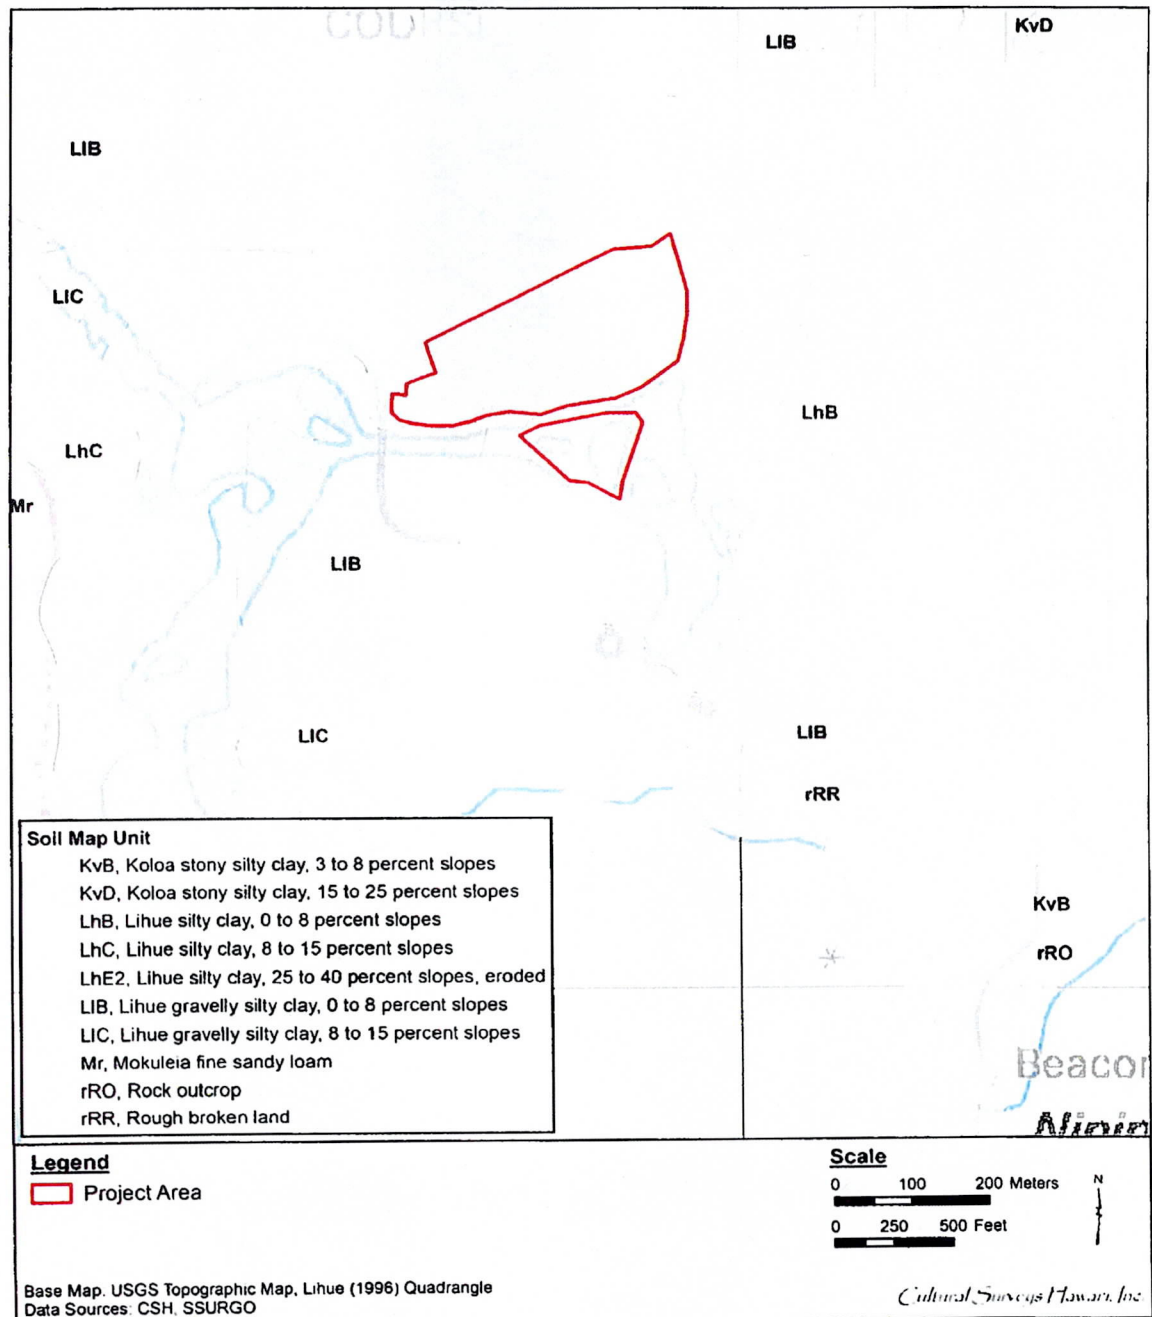 LIB
KvD
LIB
LIC
LhB
LhC
Mr
LIB
LIC
LIB
rRR
KvB
rRO
Soil Map Unit
KvB, Koloa stony silty clay, 3 to 8 percent slopes
KvD, Koloa stony silty clay, 15 to 25 percent slopes
LhB, Lihue silty clay, 0 to 8 percent slopes
LhC, Lihue silty clay, 8 to 15 percent slopes
LhE2, Lihue silty clay, 25 to 40 percent slopes, eroded
LIB, Lihue gravelly silty clay, 0 to 8 percent slopes
LIC, Lihue gravelly silty clay, 8 to 15 percent slopes
Mr, Mokuleia fine sandy loam
rRO, Rock outcrop
rRR, Rough broken land
Beacon
Legend
Project Area
Scale
0 100 200 Meters
0 250 500 Feet
N
Base Map. USGS Topographic Map, Lihue (1996) Quadrangle
Data Sources: CSH, SSURGO
Cultural Surveys Hawaii, Inc.